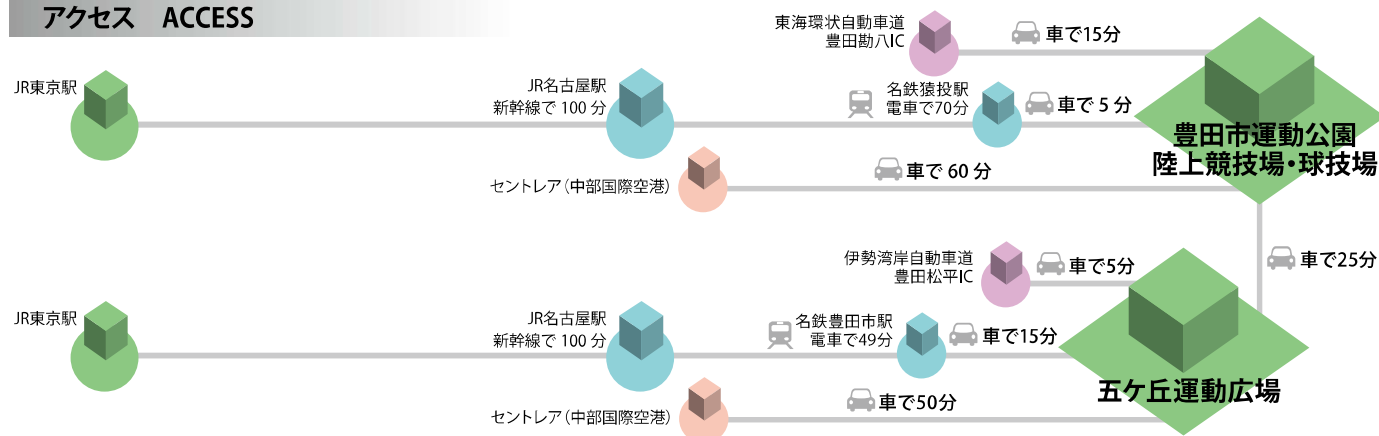 アクセス ACCESS
東海環状自動車道
豊田勘八IC
車で15分
JR東京駅
JR名古屋駅
新幹線で 100 分
名鉄猿投駅
電車で70分
車で 5 分
豊田市運動公園
陸上競技場・球技場
セントレア（中部国際空港）
車で 60 分
車で25分
伊勢湾岸自動車道
豊田松平IC
車で5分
JR東京駅
JR名古屋駅
新幹線で 100 分
名鉄豊田市駅
電車で49分
車で15分
五ケ丘運動広場
セントレア（中部国際空港）
車で50分